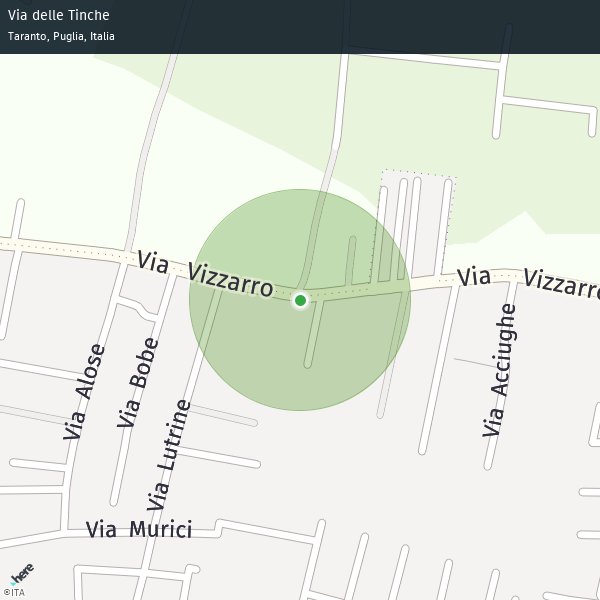 Via delle Tinche
Taranto, Puglia, Italia
Via Vizzarro
Via Vizzarro
Via Alose
Via Bobe
Via Lutrine
Via Acciughe
Via Murici
here
©ITA